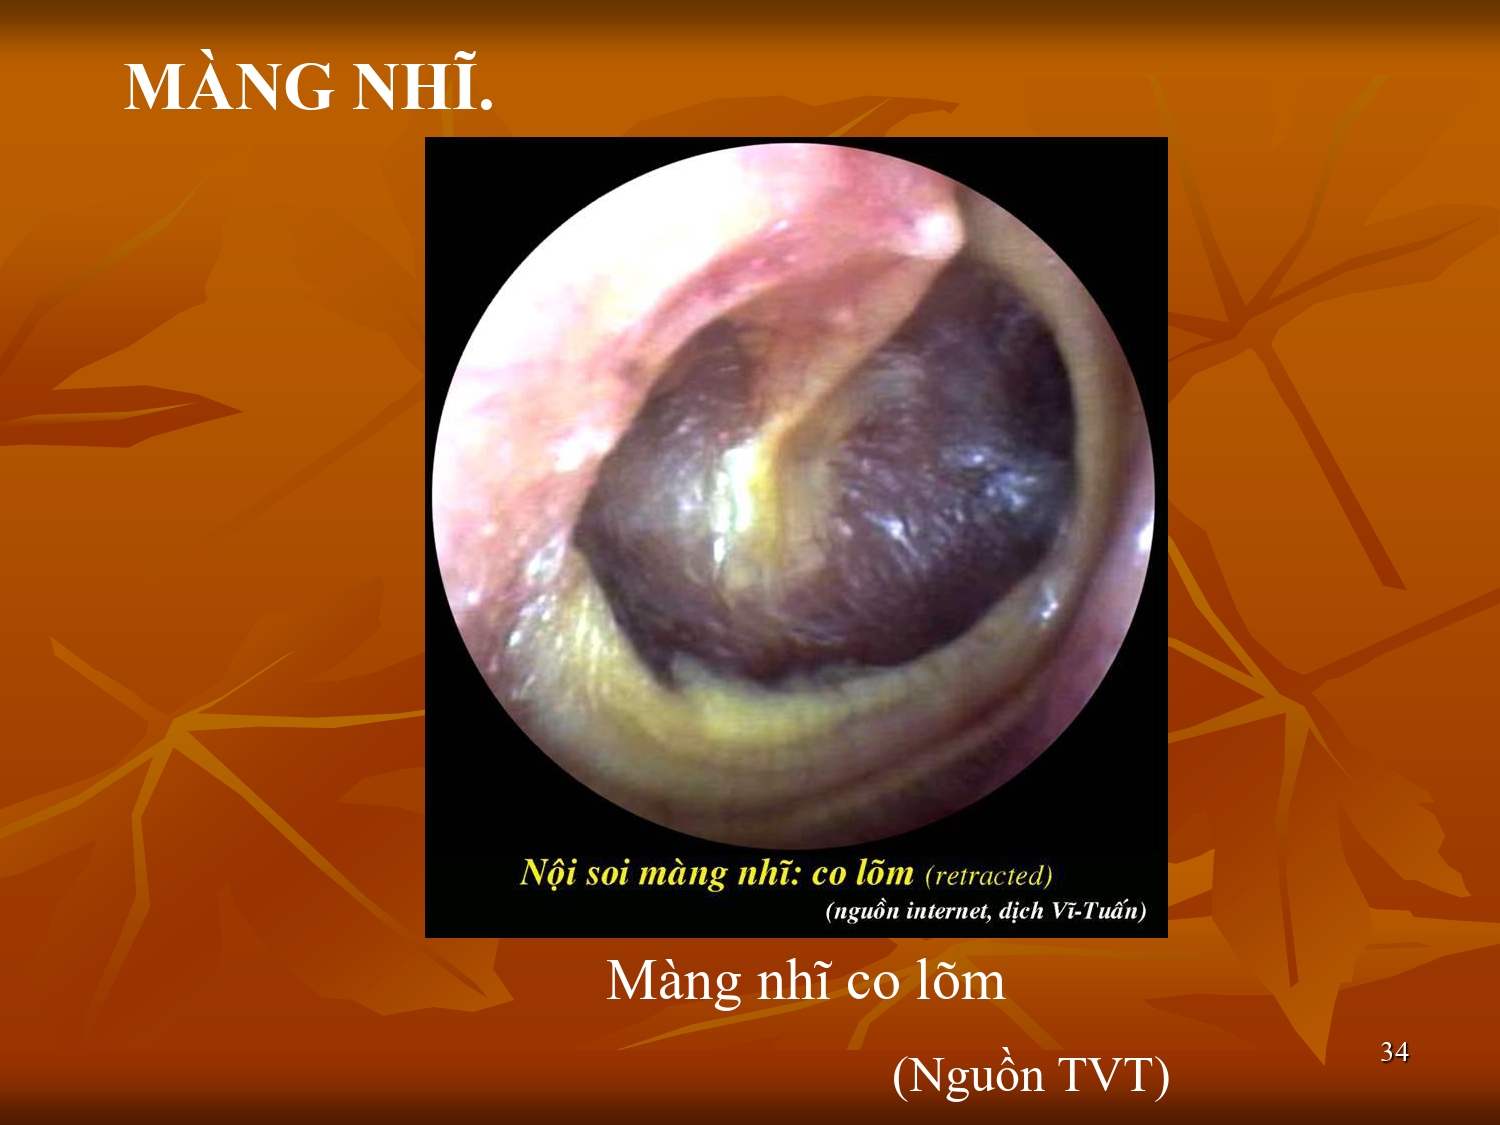 MÀNG NHĨ.
Nội soi màng nhĩ: co lõm (retracted)
(nguồn internet, dịch Vĩ-Tuấn)
Màng nhĩ co lõm
(Nguồn TVT)
34